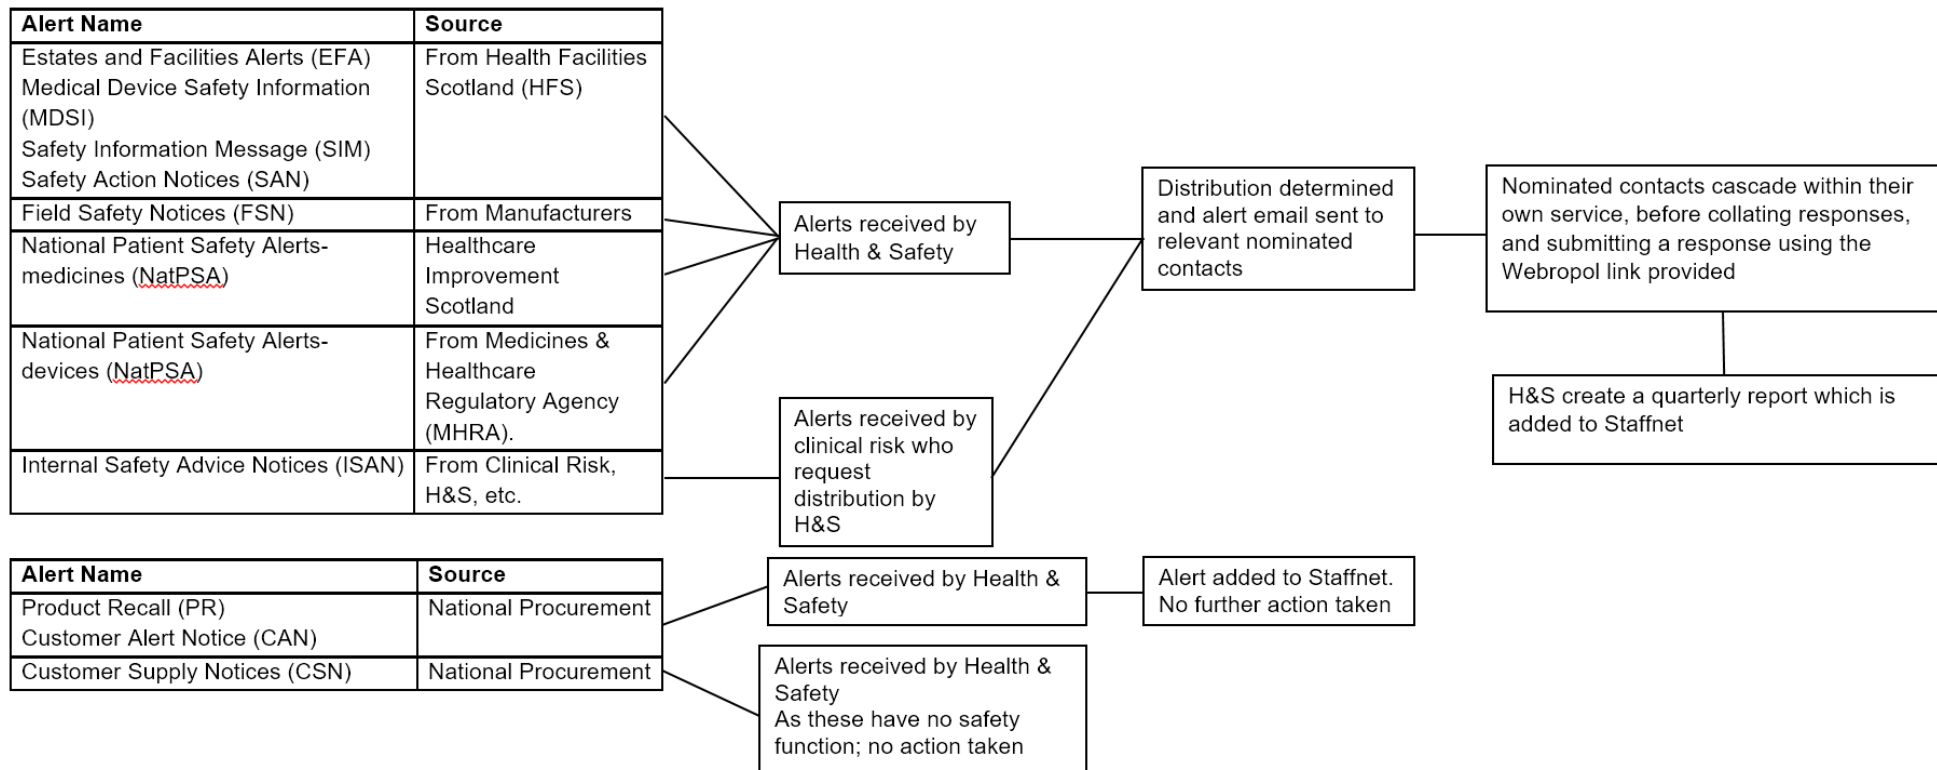 Alert Name Source
Estates and Facilities Alerts (EFA) From Health Facilities
Medical Device Safety Information Scotland (HFS)
(MDSI)
Safety Information Message (SIM)
Safety Action Notices (SAN)
Field Safety Notices (FSN) From Manufacturers
National Patient Safety Alerts- Healthcare
medicines (NatPSA) Improvement
Scotland
National Patient Safety Alerts- From Medicines &
devices (NatPSA) Healthcare
Regulatory Agency
(MHRA).
Internal Safety Advice Notices (ISAN) From Clinical Risk,
H&S, etc.
Alerts received by
Health & Safety
Alerts received by
clinical risk who
request
distribution by
H&S
Distribution determined
and alert email sent to
relevant nominated
contacts
Nominated contacts cascade within their
own service, before collating responses,
and submitting a response using the
Webropol link provided
H&S create a quarterly report which is
added to Staffnet
Alert Name Source
Product Recall (PR) National Procurement
Customer Alert Notice (CAN)
Customer Supply Notices (CSN) National Procurement
Alerts received by Health &
Safety
Alert added to Staffnet.
No further action taken
Alerts received by Health &
Safety
As these have no safety
function; no action taken